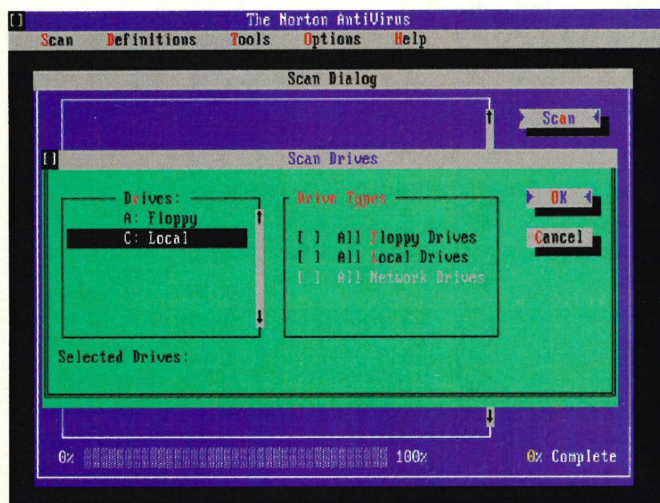 []
The Norton AntiVirus
Scan Definitions Tools Options Help
Scan Dialog
Scan
[] Scan Drives
Drives:
A: Floppy
C: Local
Drive Types
[ ] All Floppy Drives
[ ] All Local Drives
[ ] All Network Drives
OK
Cancel
Selected Drives:
0% 100% 0% Complete